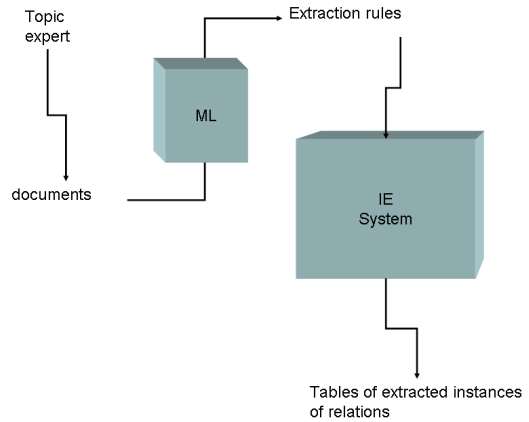 Topic
expert
Extraction rules
ML
documents
IE
System
Tables of extracted instances
of relations